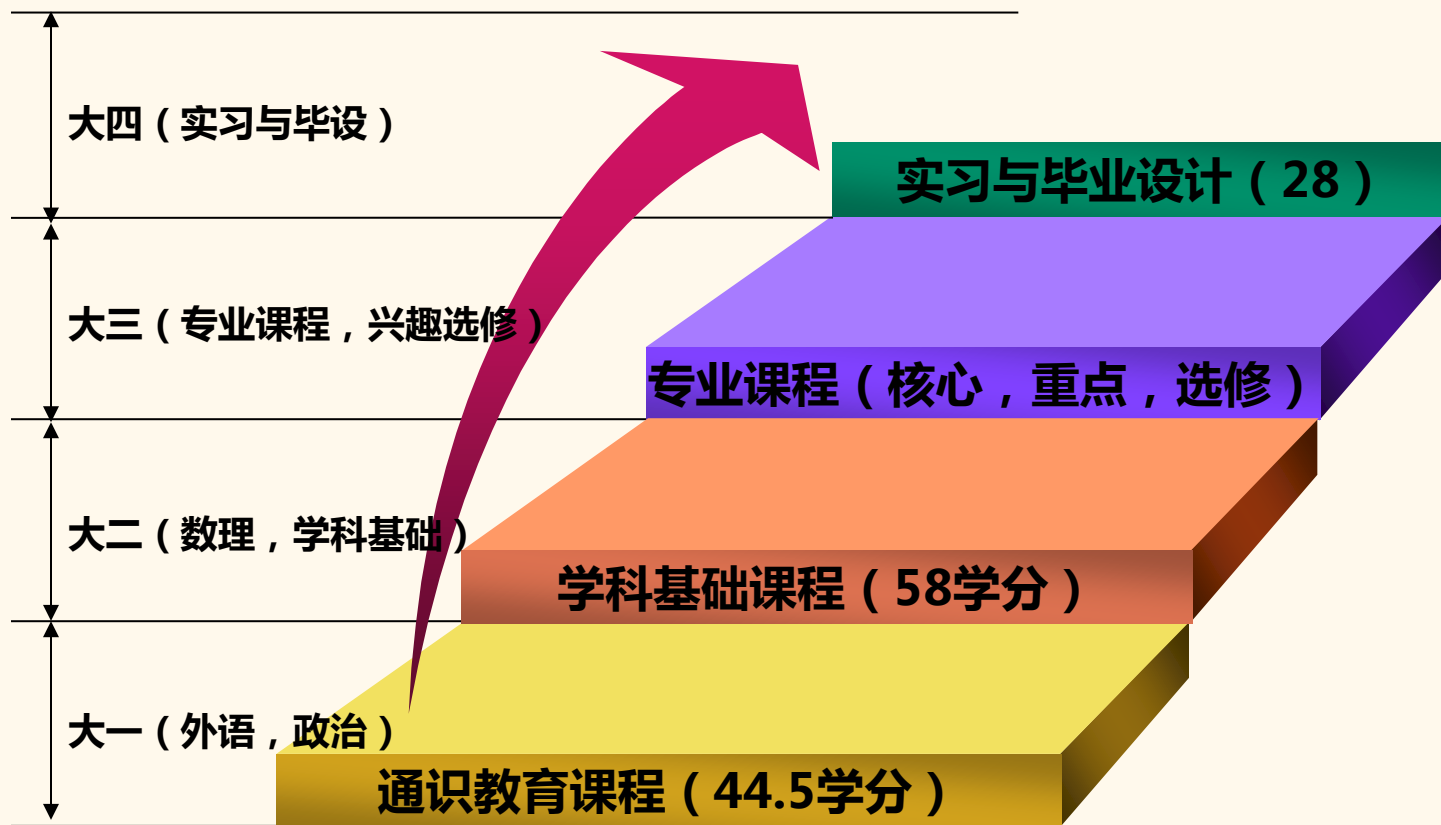 大四（实习与毕设）
实习与毕业设计（28）
大三（专业课程，兴趣选修）
专业课程（核心，重点，选修）
大二（数理，学科基础）
学科基础课程（58学分）
大一（外语，政治）
通识教育课程（44.5学分）